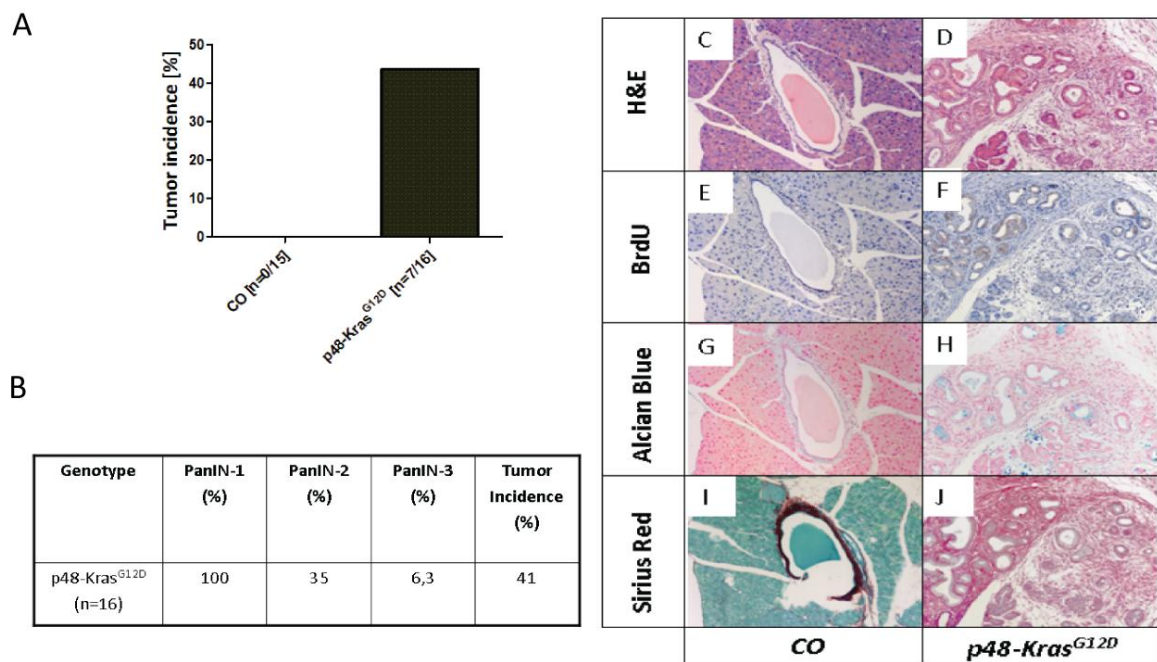 A
Tumor incidence [%]
50
40
30
20
10
0
CO [n=0/15]
p48-Kras^G12D [n=7/16]
B
Genotype PanIN-1 (%) PanIN-2 (%) PanIN-3 (%) Tumor Incidence (%)
p48-Kras^G12D (n=16) 100 35 6,3 41
H&E
C
D
BrdU
E
F
Alcian Blue
G
H
Sirius Red
I
J
CO
p48-Kras^G12D